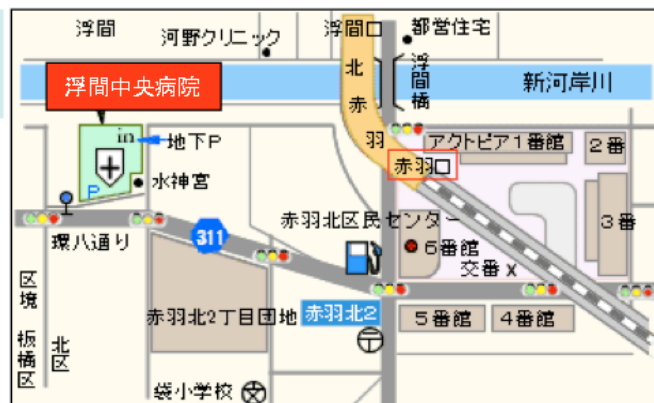 浮間
河野クリニック
浮間
都営住宅
浮間中央病院
北赤羽
浮間橋
新河岸川
in
地下P
P
水神宮
赤羽
アクトピア1番館
2番
3番
311
環八通り
赤羽北区民センター
6番館
交番 X
区境
板橋区
北区
赤羽北2丁目団地
赤羽北2
5番館
4番館
袋小学校
文